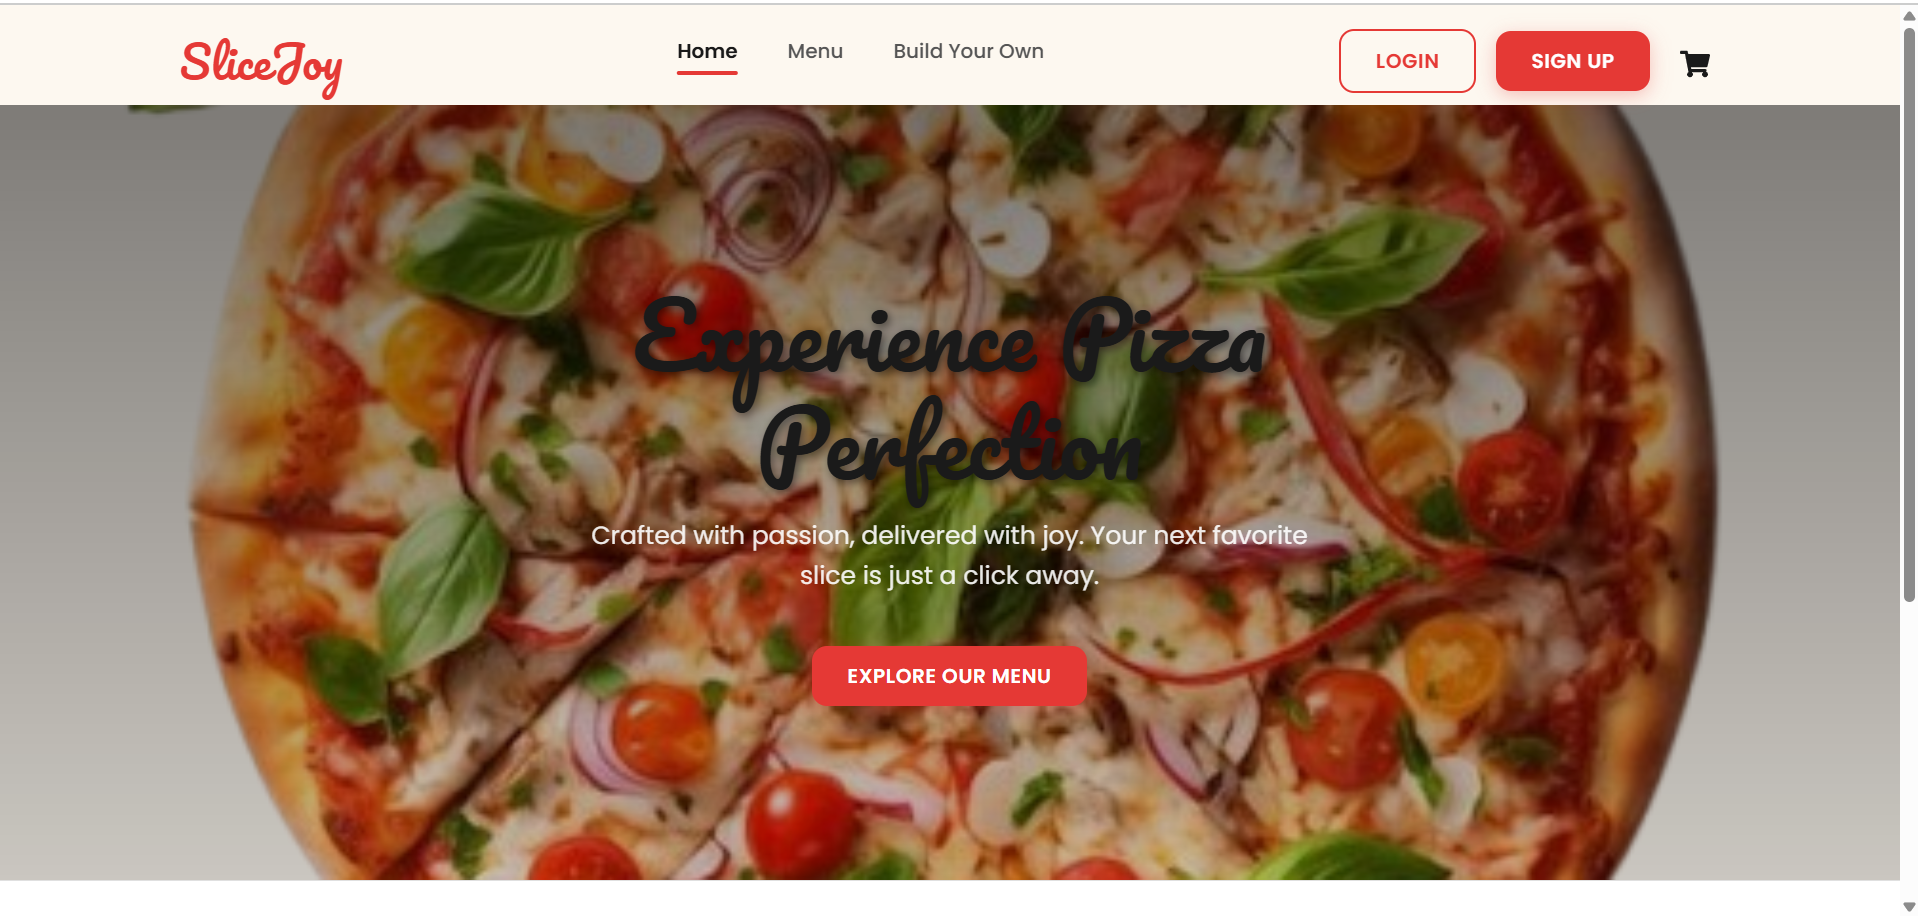 SliceJoy
Home
Menu
Build Your Own
LOGIN
SIGN UP
Experience Pizza
Perfection
Crafted with passion, delivered with joy. Your next favorite
slice is just a click away.
EXPLORE OUR MENU